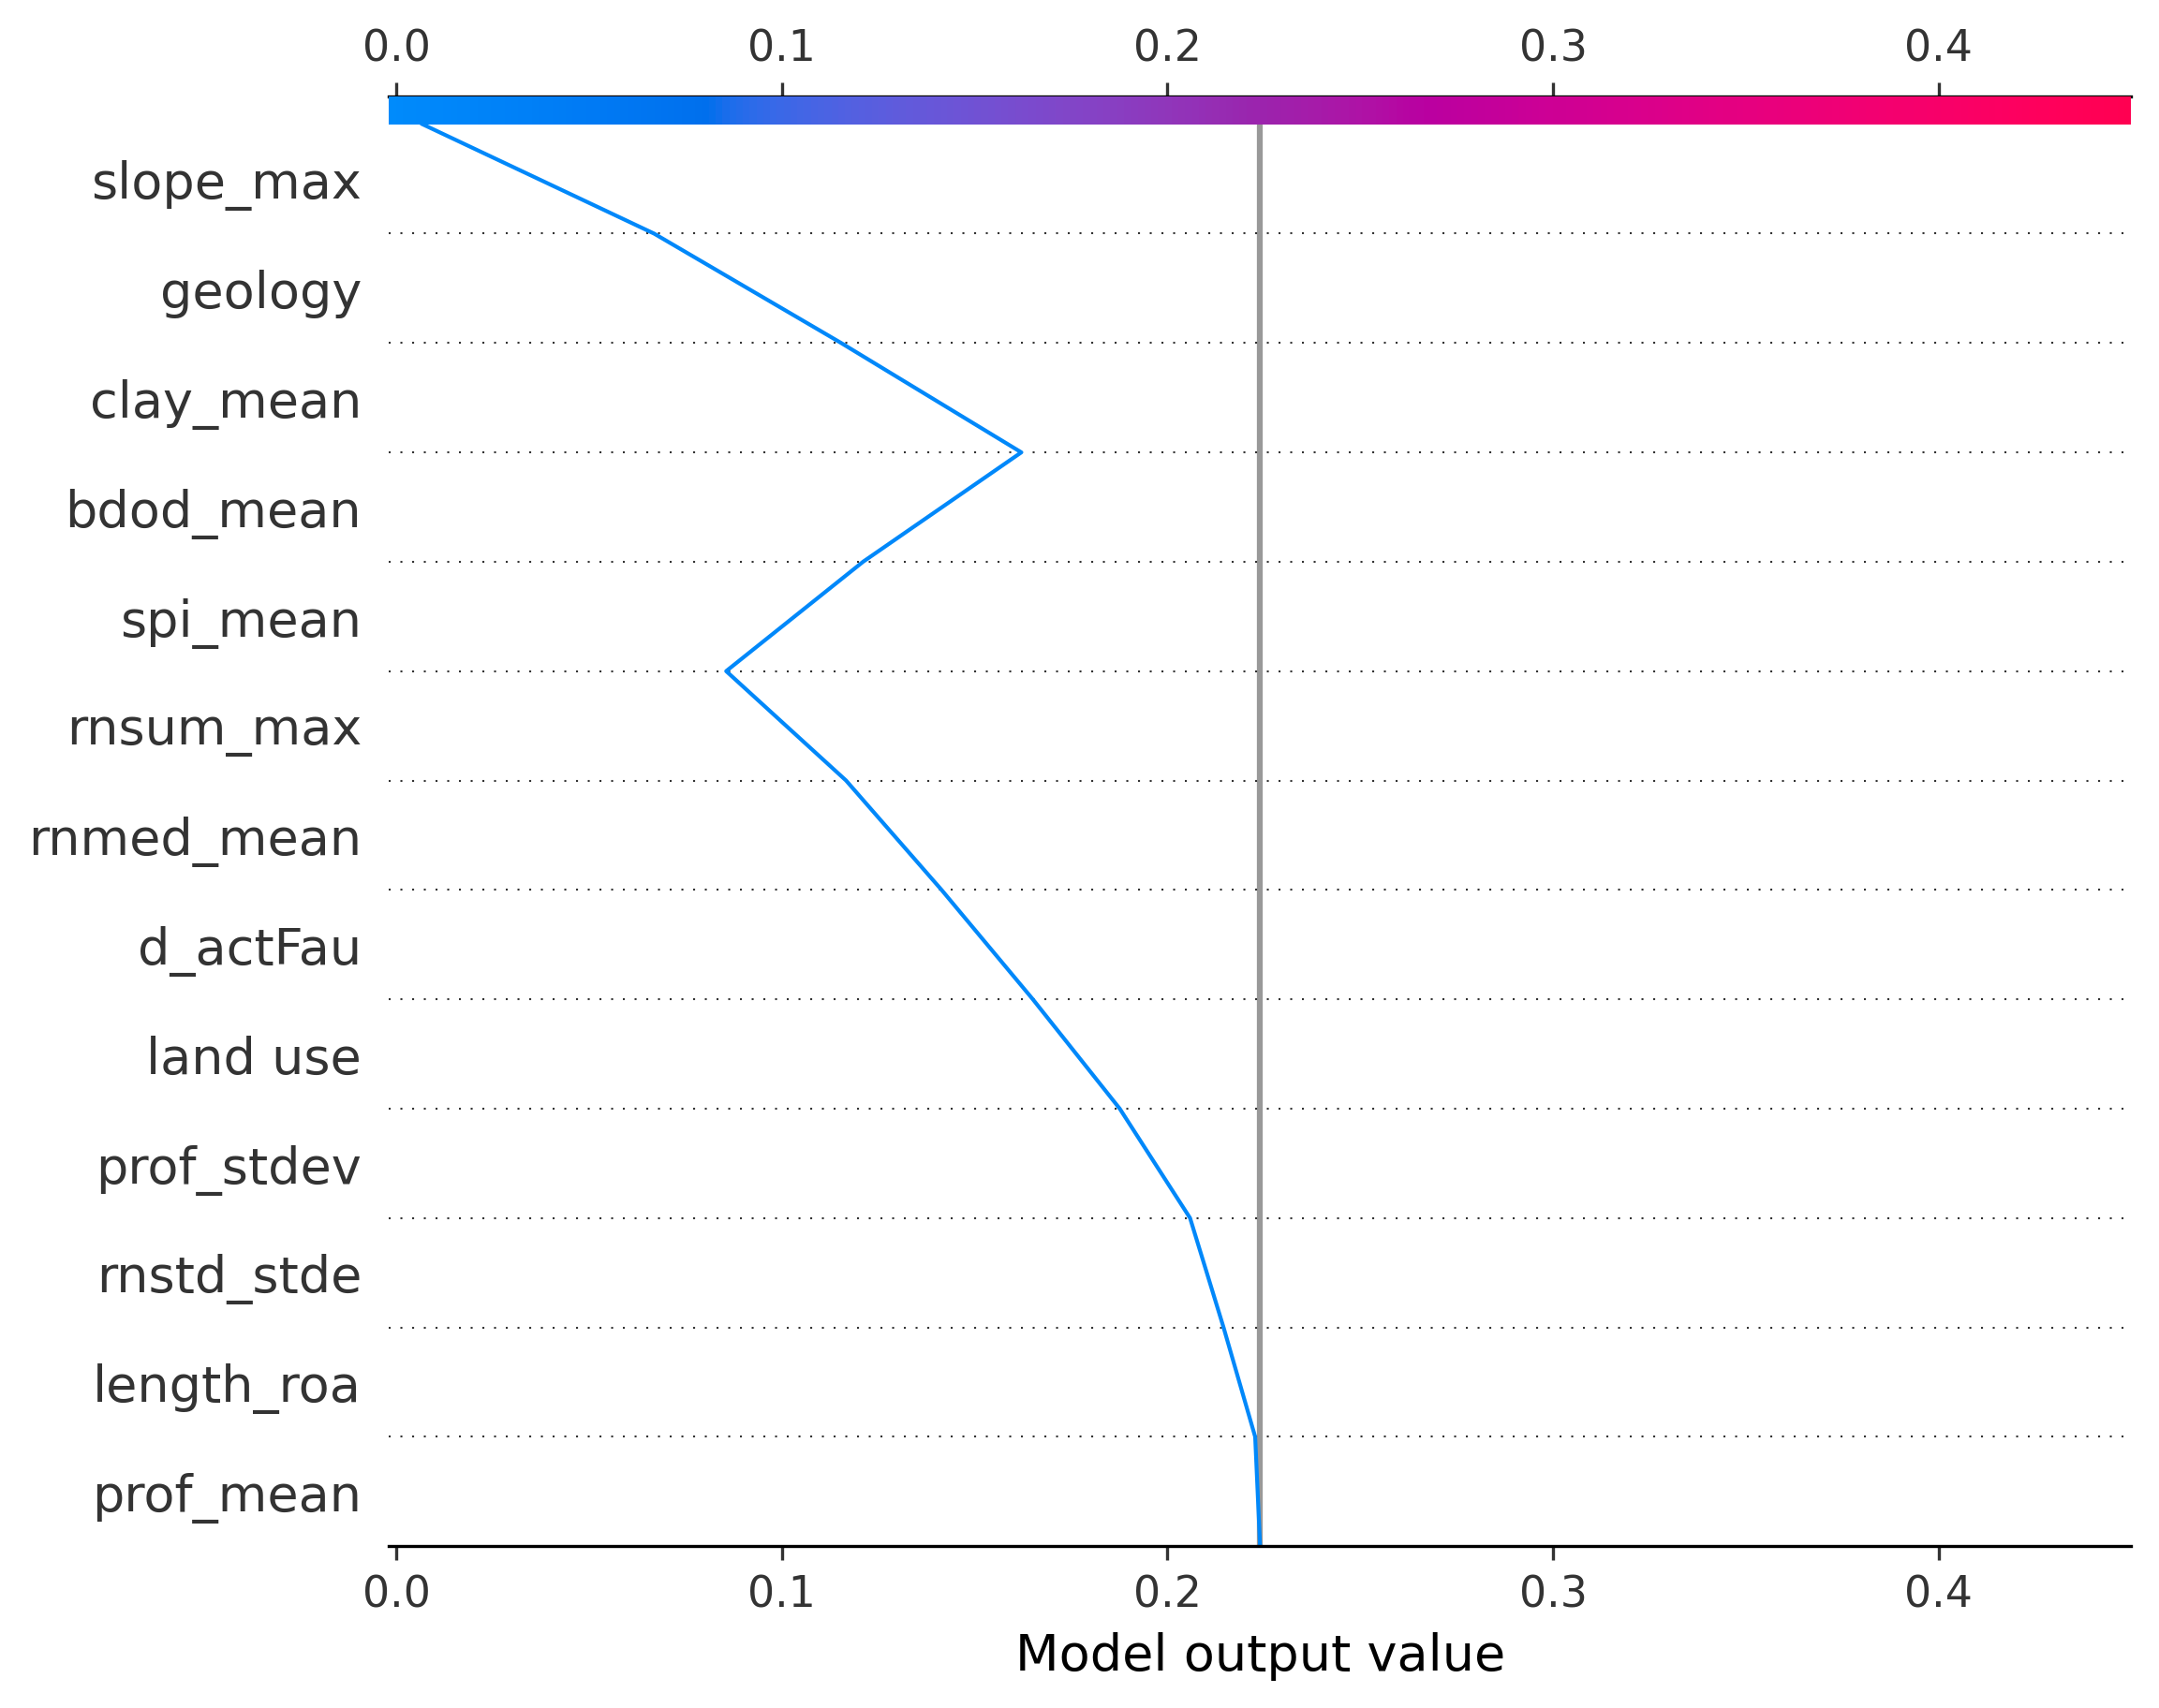 0.0 0.1 0.2 0.3 0.4
slope_max
geology
clay_mean
bdod_mean
spi_mean
rnsum_max
rnmed_mean
d_actFau
land use
prof_stdev
rnstd_stde
length_roa
prof_mean
0.0 0.1 0.2 0.3 0.4
Model output value